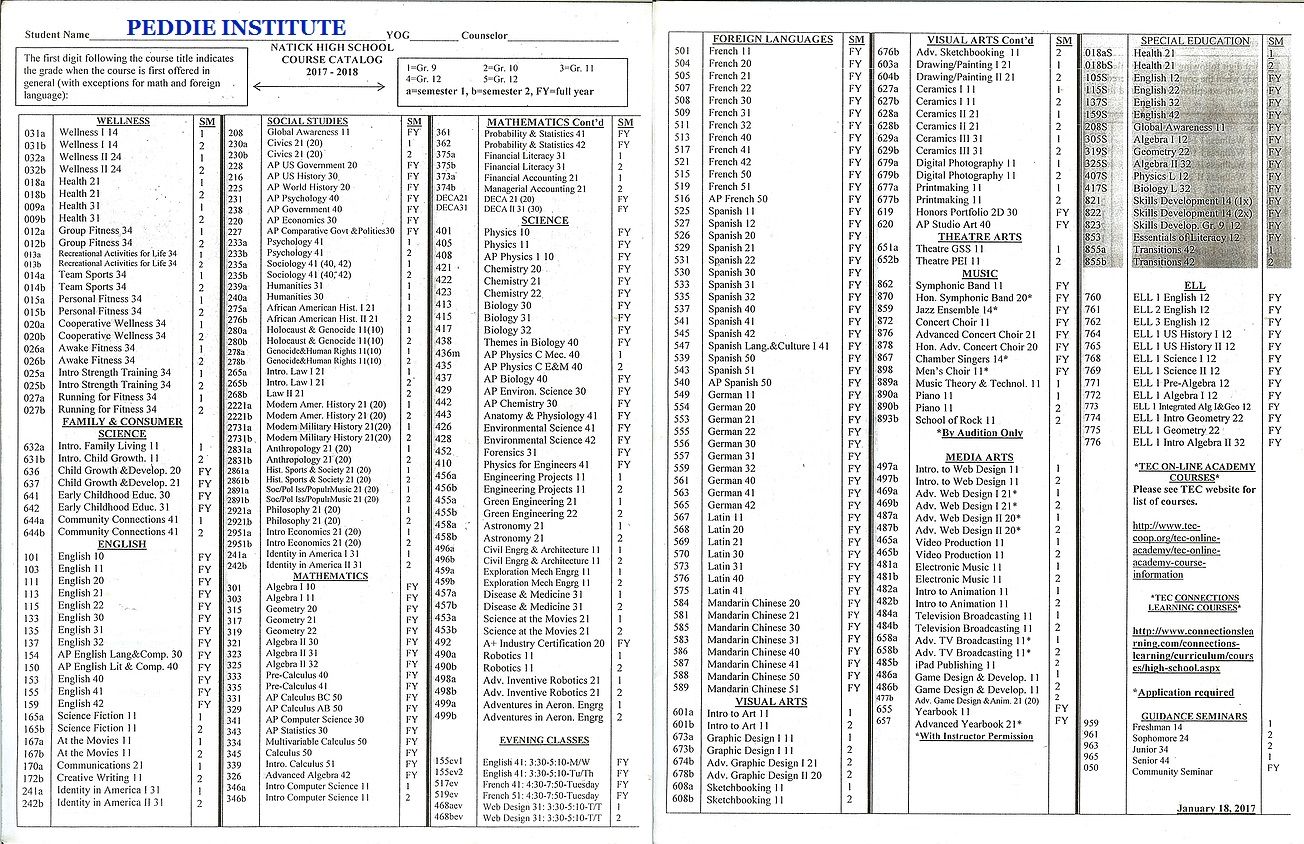 Student Name PEDDIE INSTITUTE YOG Counselor
The first digit following the course title indicates
the grade when the course is first offered in
general (with exceptions for math and foreign
language):
NATICK HIGH SCHOOL
COURSE CATALOG
2017 - 2018
1=Gr. 9 2=Gr. 10 3=Gr. 11
4=Gr. 12 5=Gr. 12
a=semester 1, b=semester 2, FY=full year
WELLNESS SM
031a Wellness I 14 1
031b Wellness I 14 2
032a Wellness II 24 1
032b Wellness II 24 2
018a Health 21 1
018b Health 21 2
009a Health 31 1
009b Health 31 2
012a Group Fitness 34 1
012b Group Fitness 34 2
013a Recreational Activities for Life 34 1
013b Recreational Activities for Life 34 2
014a Team Sports 34 1
014b Team Sports 34 2
015a Personal Fitness 34 1
015b Personal Fitness 34 2
020a Cooperative Wellness 34 1
020b Cooperative Wellness 34 2
026a Awake Fitness 34 1
026b Awake Fitness 34 2
025a Intro Strength Training 34 1
025b Intro Strength Training 34 2
027a Running for Fitness 34 1
027b Running for Fitness 34 2
FAMILY & CONSUMER
SCIENCE
632a Intro. Family Living 11 1
631b Intro. Child Growth. 11 2
636 Child Growth &Develop. 20 FY
637 Child Growth &Develop. 21 FY
641 Early Childhood Educ. 30 FY
642 Early Childhood Educ. 31 FY
644a Community Connections 41 1
644b Community Connections 41 2
ENGLISH
101 English 10 FY
103 English 11 FY
111 English 20 FY
113 English 21 FY
115 English 22 FY
133 English 30 FY
135 English 31 FY
137 English 32 FY
154 AP English Lang&Comp. 30 FY
150 AP English Lit & Comp. 40 FY
153 English 40 FY
155 English 41 FY
159 English 42 FY
165a Science Fiction 11 1
165b Science Fiction 11 2
167a At the Movies 11 1
167b At the Movies 11 2
170a Communications 21 1
172b Creative Writing 11 2
241a Identity in America I 31 1
242b Identity in America II 31 2
SOCIAL STUDIES SM
208 Global Awareness 11 FY
230a Civics 21 (20) 1
230b Civics 21 (20) 2
228 AP US Government 20 FY
216 AP US History 30 FY
225 AP World History 20 FY
231 AP Psychology 40 FY
238 AP Government 40 FY
220 AP Economics 30 FY
227 AP Comparative Govt &Politics30 FY
233a Psychology 41 1
233b Psychology 41 2
235a Sociology 41 (40, 42) 1
235b Sociology 41 (40, 42) 2
239a Humanities 31 1
240a Humanities 30 1
275a African American Hist. I 21 1
276b African American Hist. II 21 2
280a Holocaust & Genocide 11(10) 1
280b Holocaust & Genocide 11(10) 2
278a Genocide&Human Rights 11(10) 1
278b Genocide&Human Rights 11(10) 2
265a Intro. Law I 21 1
265b Intro. Law I 21 2
268b Law II 21 2
2221a Modern Amer. History 21 (20) 1
2221b Modern Amer. History 21 (20) 2
2731a Modern Military History 21(20) 1
2731b Modern Military History 21(20) 2
2831a Anthropology 21 (20) 1
2831b Anthropology 21 (20) 2
2861a Hist. Sports & Society 21 (20) 1
2861b Hist. Sports & Society 21 (20) 2
2891a Soc/Pol Iss/PopulrMusic 21 (20) 1
2891b Soc/Pol Iss/PopulrMusic 21 (20) 2
2921a Philosophy 21 (20) 1
2921b Philosophy 21 (20) 2
2951a Intro Economics 21 (20) 1
2951b Intro Economics 21 (20) 2
241a Identity in America I 31 1
242b Identity in America II 31 2
MATHEMATICS
301 Algebra I 10 FY
303 Algebra I 11 FY
315 Geometry 20 FY
317 Geometry 21 FY
319 Geometry 22 FY
321 Algebra II 30 FY
323 Algebra II 31 FY
325 Algebra II 32 FY
333 Pre-Calculus 40 FY
335 Pre-Calculus 41 FY
331 AP Calculus BC 50 FY
329 AP Calculus AB 50 FY
341 AP Computer Science 30 FY
343 AP Statistics 30 FY
334 Multivariable Calculus 50 FY
345 Calculus 50 FY
339 Intro. Calculus 51 FY
326 Advanced Algebra 42 FY
346a Intro Computer Science 11 1
346b Intro Computer Science 11 2
MATHEMATICS Cont'd SM
361 Probability & Statistics 41 FY
362 Probability & Statistics 42 FY
375a Financial Literacy 31 1
375b Financial Literacy 31 2
373a Financial Accounting 21 1
374b Managerial Accounting 21 2
DECA21 DECA 21 (20) FY
DECA31 DECA II 31 (30) FY
SCIENCE
401 Physics 10 FY
405 Physics 11 FY
408 AP Physics I 10 FY
421 Chemistry 20 FY
422 Chemistry 21 FY
423 Chemistry 22 FY
413 Biology 30 FY
415 Biology 31 FY
417 Biology 32 FY
438 Themes in Biology 40 FY
436m AP Physics C Mec. 40 1
435 AP Physics C E&M 40 2
437 AP Biology 40 FY
429 AP Environ. Science 30 FY
442 AP Chemistry 30 FY
443 Anatomy & Physiology 41 FY
426 Environmental Science 41 FY
428 Environmental Science 42 FY
452 Forensics 31 FY
410 Physics for Engineers 41 FY
456a Engineering Projects 11 1
456b Engineering Projects 11 2
455a Green Engineering 21 1
455b Green Engineering 22 2
458a Astronomy 21 1
458b Astronomy 21 2
496a Civil Engrg & Architecture 11 1
496b Civil Engrg & Architecture 11 2
459a Exploration Mech Engrg 11 1
459b Exploration Mech Engrg 11 2
457a Disease & Medicine 31 1
457b Disease & Medicine 31 2
453a Science at the Movies 21 1
453b Science at the Movies 21 2
492 A+ Industry Certification 20 FY
490a Robotics 11 1
490b Robotics 11 2
498a Adv. Inventive Robotics 21 1
498b Adv. Inventive Robotics 21 2
499a Adventures in Aeron. Engrg 1
499b Adventures in Aeron. Engrg 2
EVENING CLASSES
155ev1 English 41: 3:30-5:10-M/W FY
155ev2 English 41: 3:30-5:10-Tu/Th FY
517ev French 41: 4:30-7:50-Tuesday FY
519ev French 51: 4:30-7:50-Tuesday FY
468aev Web Design 31: 3:30-5:10-T/T 1
468bev Web Design 31: 3:30-5:10-T/T 2
FOREIGN LANGUAGES SM
501 French 11 FY
504 French 20 FY
505 French 21 FY
507 French 22 FY
508 French 30 FY
509 French 31 FY
511 French 32 FY
513 French 40 FY
517 French 41 FY
521 French 42 FY
515 French 50 FY
519 French 51 FY
516 AP French 50 FY
525 Spanish 11 FY
527 Spanish 12 FY
526 Spanish 20 FY
529 Spanish 21 FY
531 Spanish 22 FY
530 Spanish 30 FY
533 Spanish 31 FY
535 Spanish 32 FY
537 Spanish 40 FY
541 Spanish 41 FY
545 Spanish 42 FY
547 Spanish Lang.&Culture I 41 FY
539 Spanish 50 FY
543 Spanish 51 FY
540 AP Spanish 50 FY
549 German 11 FY
554 German 20 FY
553 German 21 FY
555 German 22 FY
556 German 30 FY
557 German 31 FY
559 German 32 FY
561 German 40 FY
563 German 41 FY
565 German 42 FY
567 Latin 11 FY
568 Latin 20 FY
569 Latin 21 FY
570 Latin 30 FY
573 Latin 31 FY
576 Latin 40 FY
575 Latin 41 FY
584 Mandarin Chinese 20 FY
581 Mandarin Chinese 21 FY
585 Mandarin Chinese 30 FY
583 Mandarin Chinese 31 FY
586 Mandarin Chinese 40 FY
587 Mandarin Chinese 41 FY
588 Mandarin Chinese 50 FY
589 Mandarin Chinese 51 FY
VISUAL ARTS
601a Intro to Art 11 1
601b Intro to Art 11 2
673a Graphic Design I 11 1
673b Graphic Design I 11 2
674b Adv. Graphic Design I 21 2
678b Adv. Graphic Design II 20 2
608a Sketchbooking 11 1
608b Sketchbooking 11 2
VISUAL ARTS Cont'd SM
676b Adv. Sketchbooking 11 2
603a Drawing/Painting I 21 1
604b Drawing/Painting II 21 2
627a Ceramics I 11 1
627b Ceramics I 11 2
628a Ceramics II 21 1
628b Ceramics II 21 2
629a Ceramics III 31 1
629b Ceramics III 31 2
679a Digital Photography 11 1
679b Digital Photography 11 2
677a Printmaking 11 1
677b Printmaking 11 2
619 Honors Portfolio 2D 30 FY
620 AP Studio Art 40 FY
THEATRE ARTS
651a Theatre GSS 11 1
652b Theatre PEI 11 2
MUSIC
862 Symphonic Band 11 FY
870 Hon. Symphonic Band 20* FY
859 Jazz Ensemble 14* FY
872 Concert Choir 11 FY
876 Advanced Concert Choir 21 FY
878 Hon. Adv. Concert Choir 20 FY
867 Chamber Singers 14* FY
898 Men's Choir 11* FY
889a Music Theory & Technol. 11 1
890a Piano 11 1
890b Piano 11 2
893b School of Rock 11 2
*By Audition Only
MEDIA ARTS
497a Intro. to Web Design 11 1
497b Intro. to Web Design 11 2
469a Adv. Web Design I 21* 1
469b Adv. Web Design I 21* 2
487a Adv. Web Design II 20* 1
487b Adv. Web Design II 20* 2
465a Video Production 11 1
465b Video Production 11 2
481a Electronic Music 11 1
481b Electronic Music 11 2
482a Intro to Animation 11 1
482b Intro to Animation 11 2
484a Television Broadcasting 11 1
484b Television Broadcasting 11 2
658a Adv. TV Broadcasting 11* 1
658b Adv. TV Broadcasting 11* 2
485b iPad Publishing 11 2
486a Game Design & Develop. 11 1
486b Game Design & Develop. 11 2
477b Adv. Game Design &Anim. 21 (20) 2
655 Yearbook 11 FY
657 Advanced Yearbook 21* FY
*With Instructor Permission
SPECIAL EDUCATION SM
018aS Health 21 1
018bS Health 21 2
105S English 12 FY
115S English 22 FY
137S English 32 FY
159S English 42 FY
208S Global Awareness 11 FY
305S Algebra I 12 FY
319S Geometry 22 FY
325S Algebra II 32 FY
407S Physics L 12 FY
417S Biology L 32 FY
821 Skills Development 14 (1x) FY
822 Skills Development 14 (2x) FY
823 Skills Develop. Gr. 9 12 FY
853 Essentials of Literacy 12 FY
855a Transitions 42 1
855b Transitions 42 2
ELL
760 ELL 1 English 12 FY
761 ELL 2 English 12 FY
762 ELL 3 English 12 FY
764 ELL 1 US History I 12 FY
765 ELL 1 US History II 12 FY
768 ELL 1 Science I 12 FY
769 ELL 1 Science II 12 FY
771 ELL 1 Pre-Algebra 12 FY
772 ELL 1 Algebra I 12 FY
773 ELL 1 Integrated Alg I&Geo 12 FY
774 ELL 1 Intro Geometry 22 FY
775 ELL 1 Geometry 22 FY
776 ELL 1 Intro Algebra II 32 FY
*TEC ON-LINE ACADEMY
COURSES*
Please see TEC website for
list of courses.
http://www.tec-
coop.org/tec-online-
academy/tec-online-
academy-course-
information
*TEC CONNECTIONS
LEARNING COURSES*
http://www.connectionslea
rning.com/connections-
learning/curriculum/cours
es/high-school.aspx
*Application required
GUIDANCE SEMINARS
959 Freshman 14 1
961 Sophomore 24 2
963 Junior 34 2
965 Senior 44 1
050 Community Seminar FY
January 18, 2017